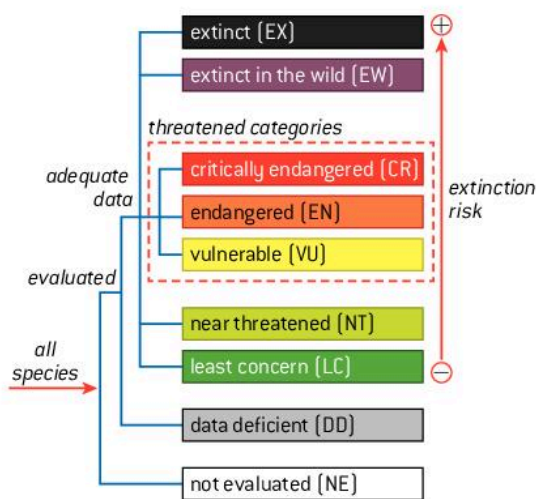 extinct (EX)
extinct in the wild (EW)
threatened categories
critically endangered (CR)
endangered (EN)
vulnerable (VU)
adequate
data
extinction
risk
evaluated
near threatened (NT)
least concern (LC)
all
species
data deficient (DD)
not evaluated (NE)
+
−